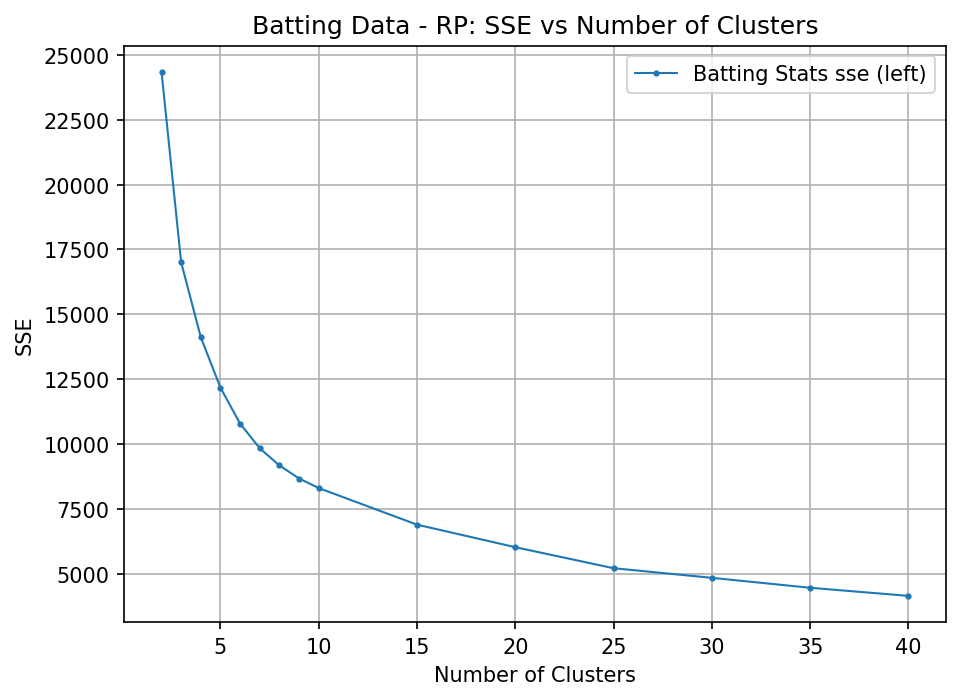 Batting Data - RP: SSE vs Number of Clusters
Batting Stats sse (left)
SSE
25000
22500
20000
17500
15000
12500
10000
7500
5000
5 10 15 20 25 30 35 40
Number of Clusters